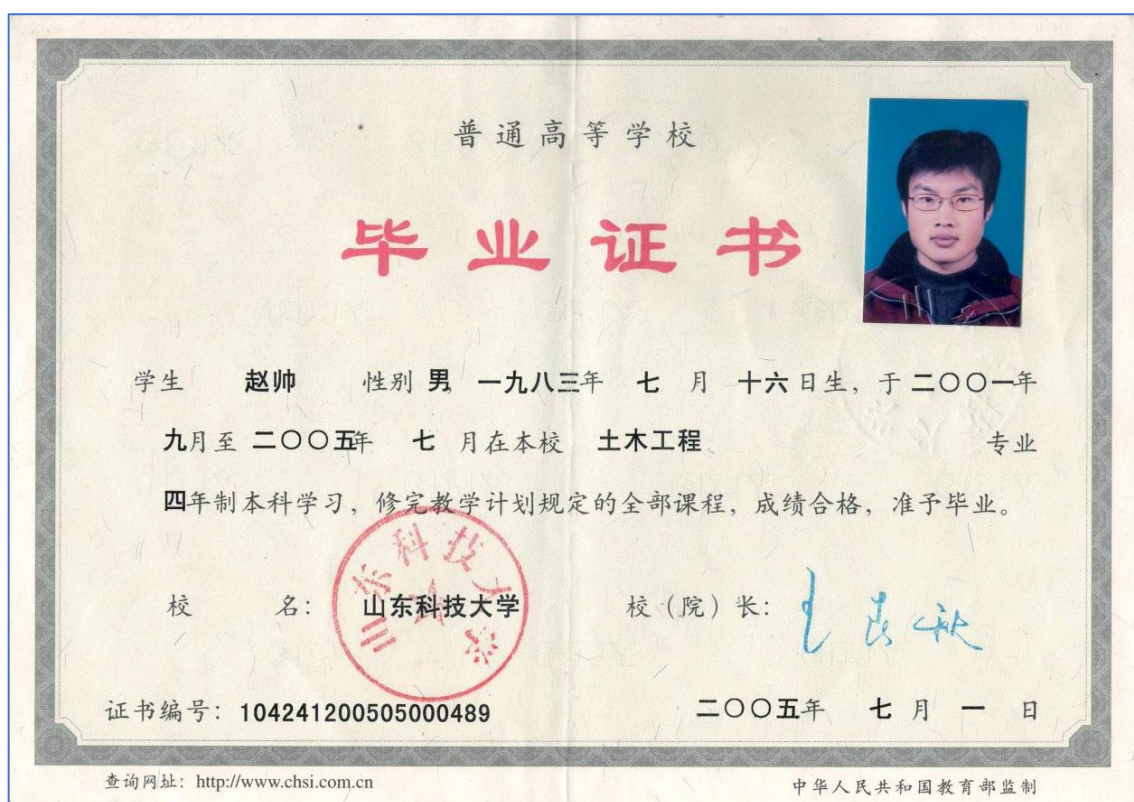 普通高等学校
毕业证书
学生 赵帅 性别 男 一九八三年 七 月 十六日生，于二〇〇一年
九月至 二〇〇五年 七 月在本校 土木工程 专业
四年制本科学习，修完教学计划规定的全部课程，成绩合格，准予毕业。
山东科技大学
校 名： 山东科技大学 校（院）长：
证书编号：104241200505000489 二〇〇五年 七 月 一 日
查询网址：http://www.chsi.com.cn 中华人民共和国教育部监制